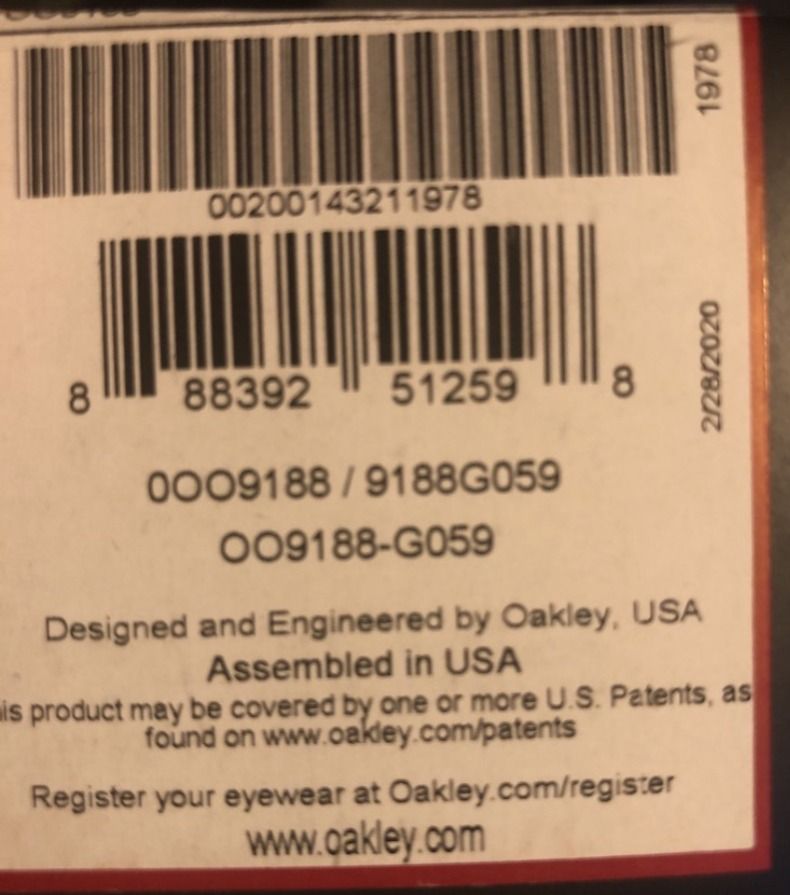 1978
00200143211978
8 88392 51259 8
2/28/2020
0OO9188 / 9188G059
OO9188-G059
Designed and Engineered by Oakley, USA
Assembled in USA
is product may be covered by one or more U.S. Patents, as
found on www.oakley.com/patents
Register your eyewear at Oakley.com/register
www.oakley.com